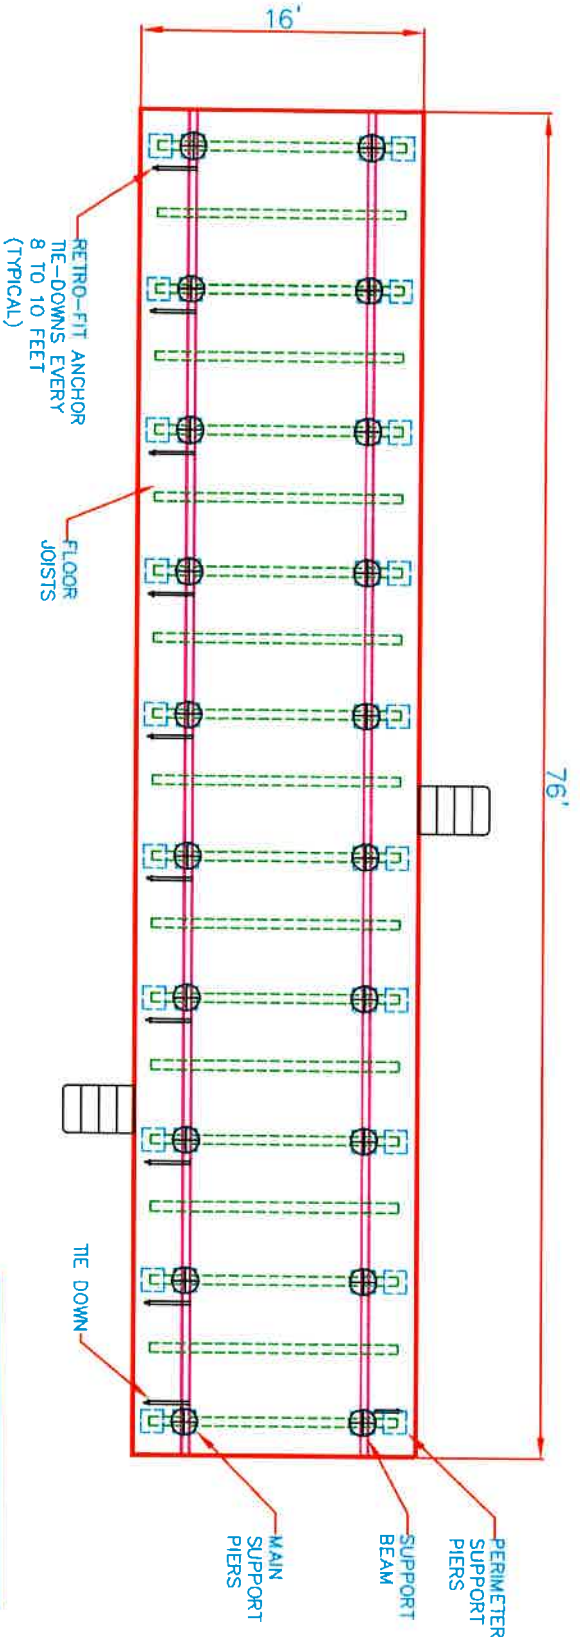 16'
76'
RETRO-FIT ANCHOR
TIE-DOWNS EVERY
8 TO 10 FEET
(TYPICAL)
FLOOR
JOISTS
TIE DOWN
MAIN
SUPPORT
PIERS
SUPPORT
BEAM
PERIMETER
SUPPORT
PIERS